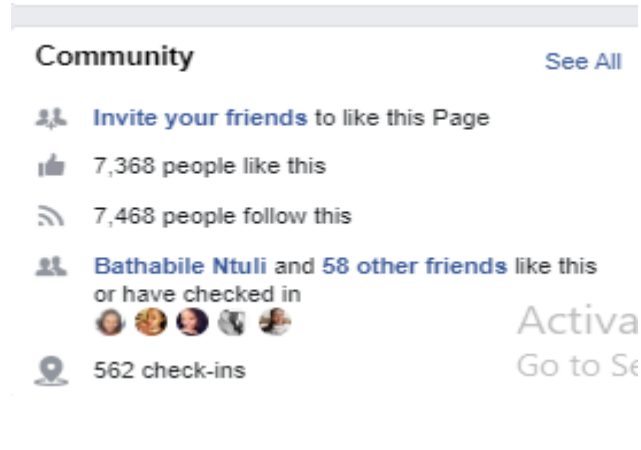 Community
See All
Invite your friends to like this Page
7,368 people like this
7,468 people follow this
Bathabile Ntuli and 58 other friends like this
or have checked in
562 check-ins
Activa
Go to Se